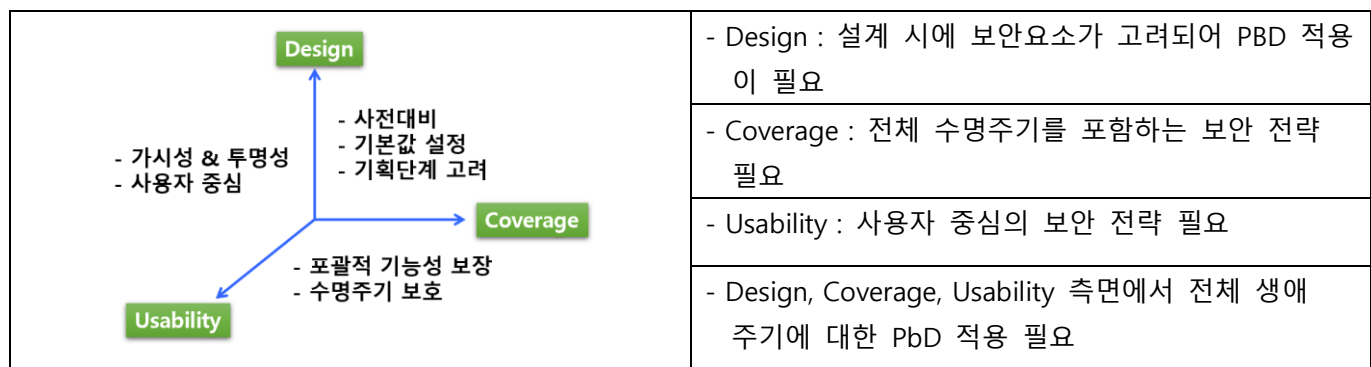 Design
- 사전대비
- 기본값 설정
- 기획단계 고려
- 가시성 & 투명성
- 사용자 중심
Coverage
- 포괄적 기능성 보장
- 수명주기 보호
Usability
- Design : 설계 시에 보안요소가 고려되어 PBD 적용
이 필요
- Coverage : 전체 수명주기를 포함하는 보안 전략
필요
- Usability : 사용자 중심의 보안 전략 필요
- Design, Coverage, Usability 측면에서 전체 생애
주기에 대한 PbD 적용 필요